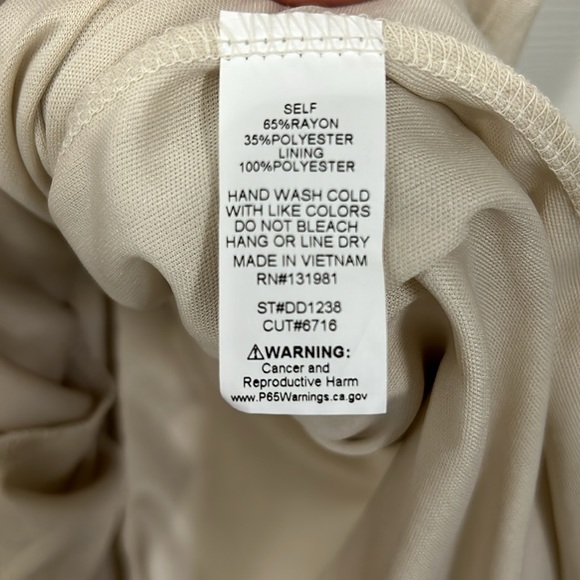 SELF
65%RAYON
35%POLYESTER
LINING
100%POLYESTER
HAND WASH COLD
WITH LIKE COLORS
DO NOT BLEACH
HANG OR LINE DRY
MADE IN VIETNAM
RN#131981
ST#DD1238
CUT#6716
⚠WARNING:
Cancer and
Reproductive Harm
www.P65Warnings.ca.gov